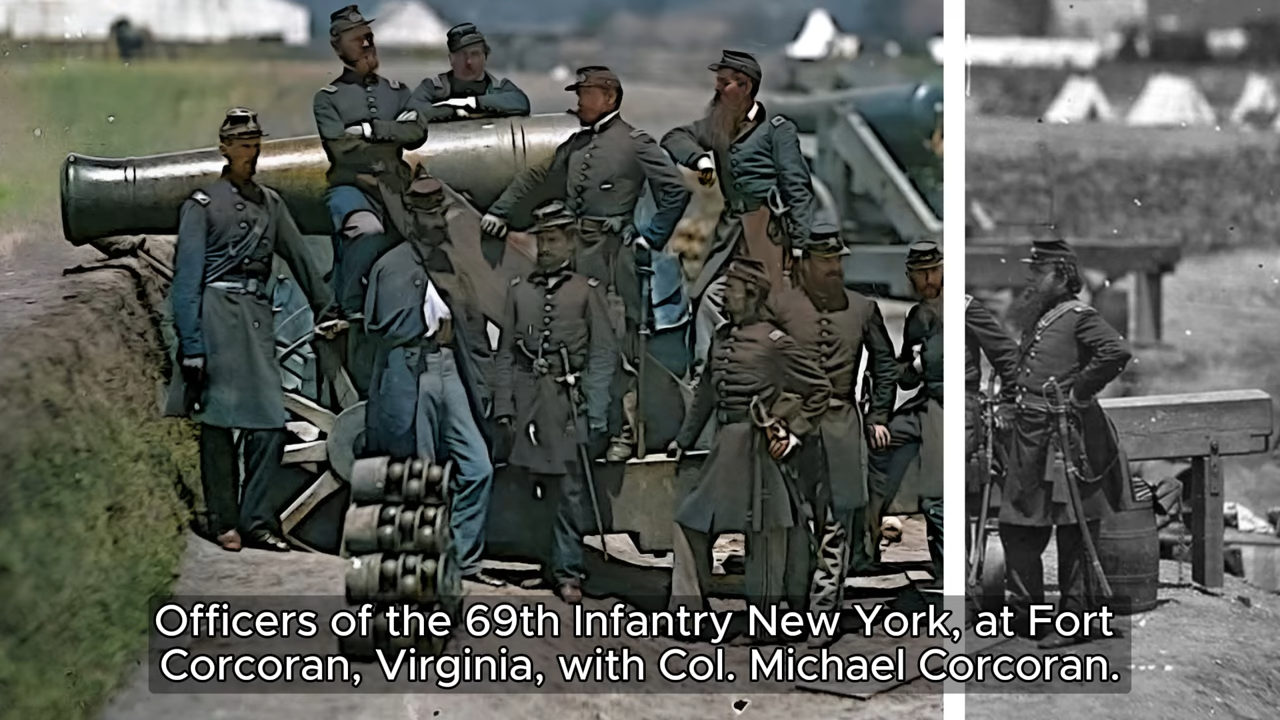 Officers of the 69th Infantry New York, at Fort
Corcoran, Virginia, with Col. Michael Corcoran.